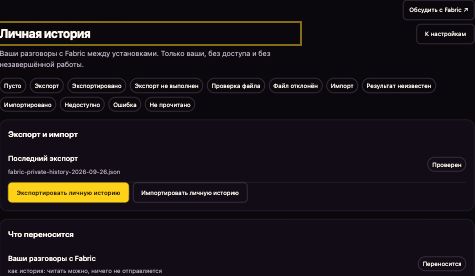 Обсудить с Fabric ↗
Личная история
К настройкам
Ваши разговоры с Fabric между установками. Только ваши, без доступа и без
незавершённой работы.
Пусто Экспорт Экспортировано Экспорт не выполнен Проверка файла Файл отклонён Импорт Результат неизвестен
Импортировано Недоступно Ошибка Не прочитано
Экспорт и импорт
Последний экспорт
fabric-private-history-2026-09-26.json
Проверен
Экспортировать личную историю Импортировать личную историю
Что переносится
Ваши разговоры с Fabric
как история: читать можно, ничего не отправляется
Переносится